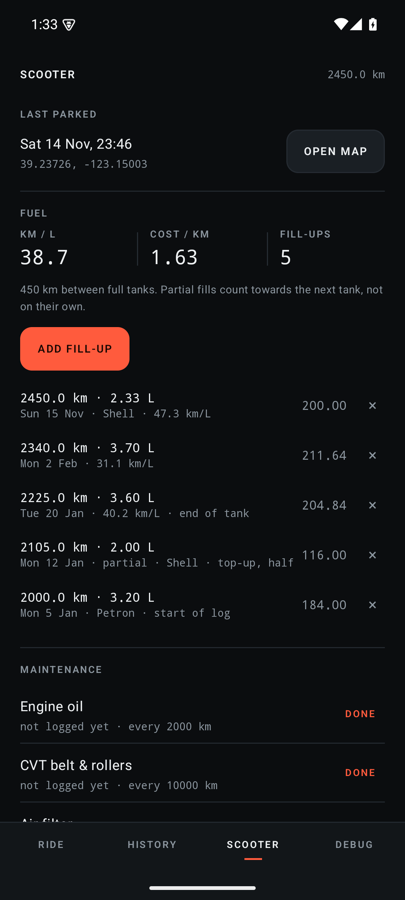 1:33
SCOOTER
2450.0 km
LAST PARKED
Sat 14 Nov, 23:46
39.23726, -123.15003
OPEN MAP
FUEL
KM / L
COST / KM
FILL-UPS
38.7
1.63
5
450 km between full tanks. Partial fills count towards the next tank, not
on their own.
ADD FILL-UP
2450.0 km · 2.33 L
Sun 15 Nov · Shell · 47.3 km/L
200.00 ×
2340.0 km · 3.70 L
Mon 2 Feb · 31.1 km/L
211.64 ×
2225.0 km · 3.60 L
Tue 20 Jan · 40.2 km/L · end of tank
204.84 ×
2105.0 km · 2.00 L
Mon 12 Jan · partial · Shell · top-up, half
116.00 ×
2000.0 km · 3.20 L
Mon 5 Jan · Petron · start of log
184.00 ×
MAINTENANCE
Engine oil
not logged yet · every 2000 km
DONE
CVT belt & rollers
not logged yet · every 10000 km
DONE
Air filter
RIDE
HISTORY
SCOOTER
DEBUG